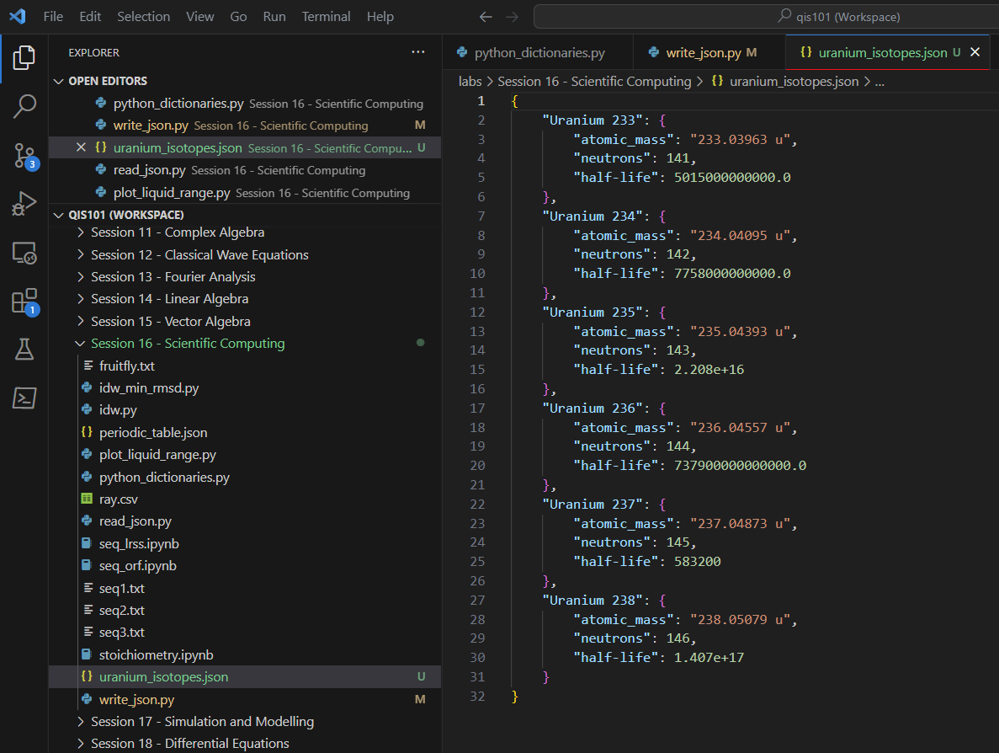 File Edit Selection View Go Run Terminal Help
qis101 (Workspace)
EXPLORER
OPEN EDITORS
python_dictionaries.py Session 16 - Scientific Computing
write_json.py Session 16 - Scientific Computing M
uranium_isotopes.json Session 16 - Scientific Compu... U
read_json.py Session 16 - Scientific Computing
plot_liquid_range.py Session 16 - Scientific Computing
QIS101 (WORKSPACE)
Session 11 - Complex Algebra
Session 12 - Classical Wave Equations
Session 13 - Fourier Analysis
Session 14 - Linear Algebra
Session 15 - Vector Algebra
Session 16 - Scientific Computing
fruitfly.txt
idw_min_rmsd.py
idw.py
periodic_table.json
plot_liquid_range.py
python_dictionaries.py
ray.csv
read_json.py
seq_lrss.ipynb
seq_orf.ipynb
seq1.txt
seq2.txt
seq3.txt
stoichiometry.ipynb
uranium_isotopes.json U
write_json.py M
Session 17 - Simulation and Modelling
Session 18 - Differential Equations
3
1
python_dictionaries.py
write_json.py M
{} uranium_isotopes.json U
labs > Session 16 - Scientific Computing > {} uranium_isotopes.json > ...
1 {
2 "Uranium 233": {
3 "atomic_mass": "233.03963 u",
4 "neutrons": 141,
5 "half-life": 5015000000000.0
6 },
7 "Uranium 234": {
8 "atomic_mass": "234.04095 u",
9 "neutrons": 142,
10 "half-life": 7758000000000.0
11 },
12 "Uranium 235": {
13 "atomic_mass": "235.04393 u",
14 "neutrons": 143,
15 "half-life": 2.208e+16
16 },
17 "Uranium 236": {
18 "atomic_mass": "236.04557 u",
19 "neutrons": 144,
20 "half-life": 737900000000000.0
21 },
22 "Uranium 237": {
23 "atomic_mass": "237.04873 u",
24 "neutrons": 145,
25 "half-life": 583200
26 },
27 "Uranium 238": {
28 "atomic_mass": "238.05079 u",
29 "neutrons": 146,
30 "half-life": 1.407e+17
31 }
32 }